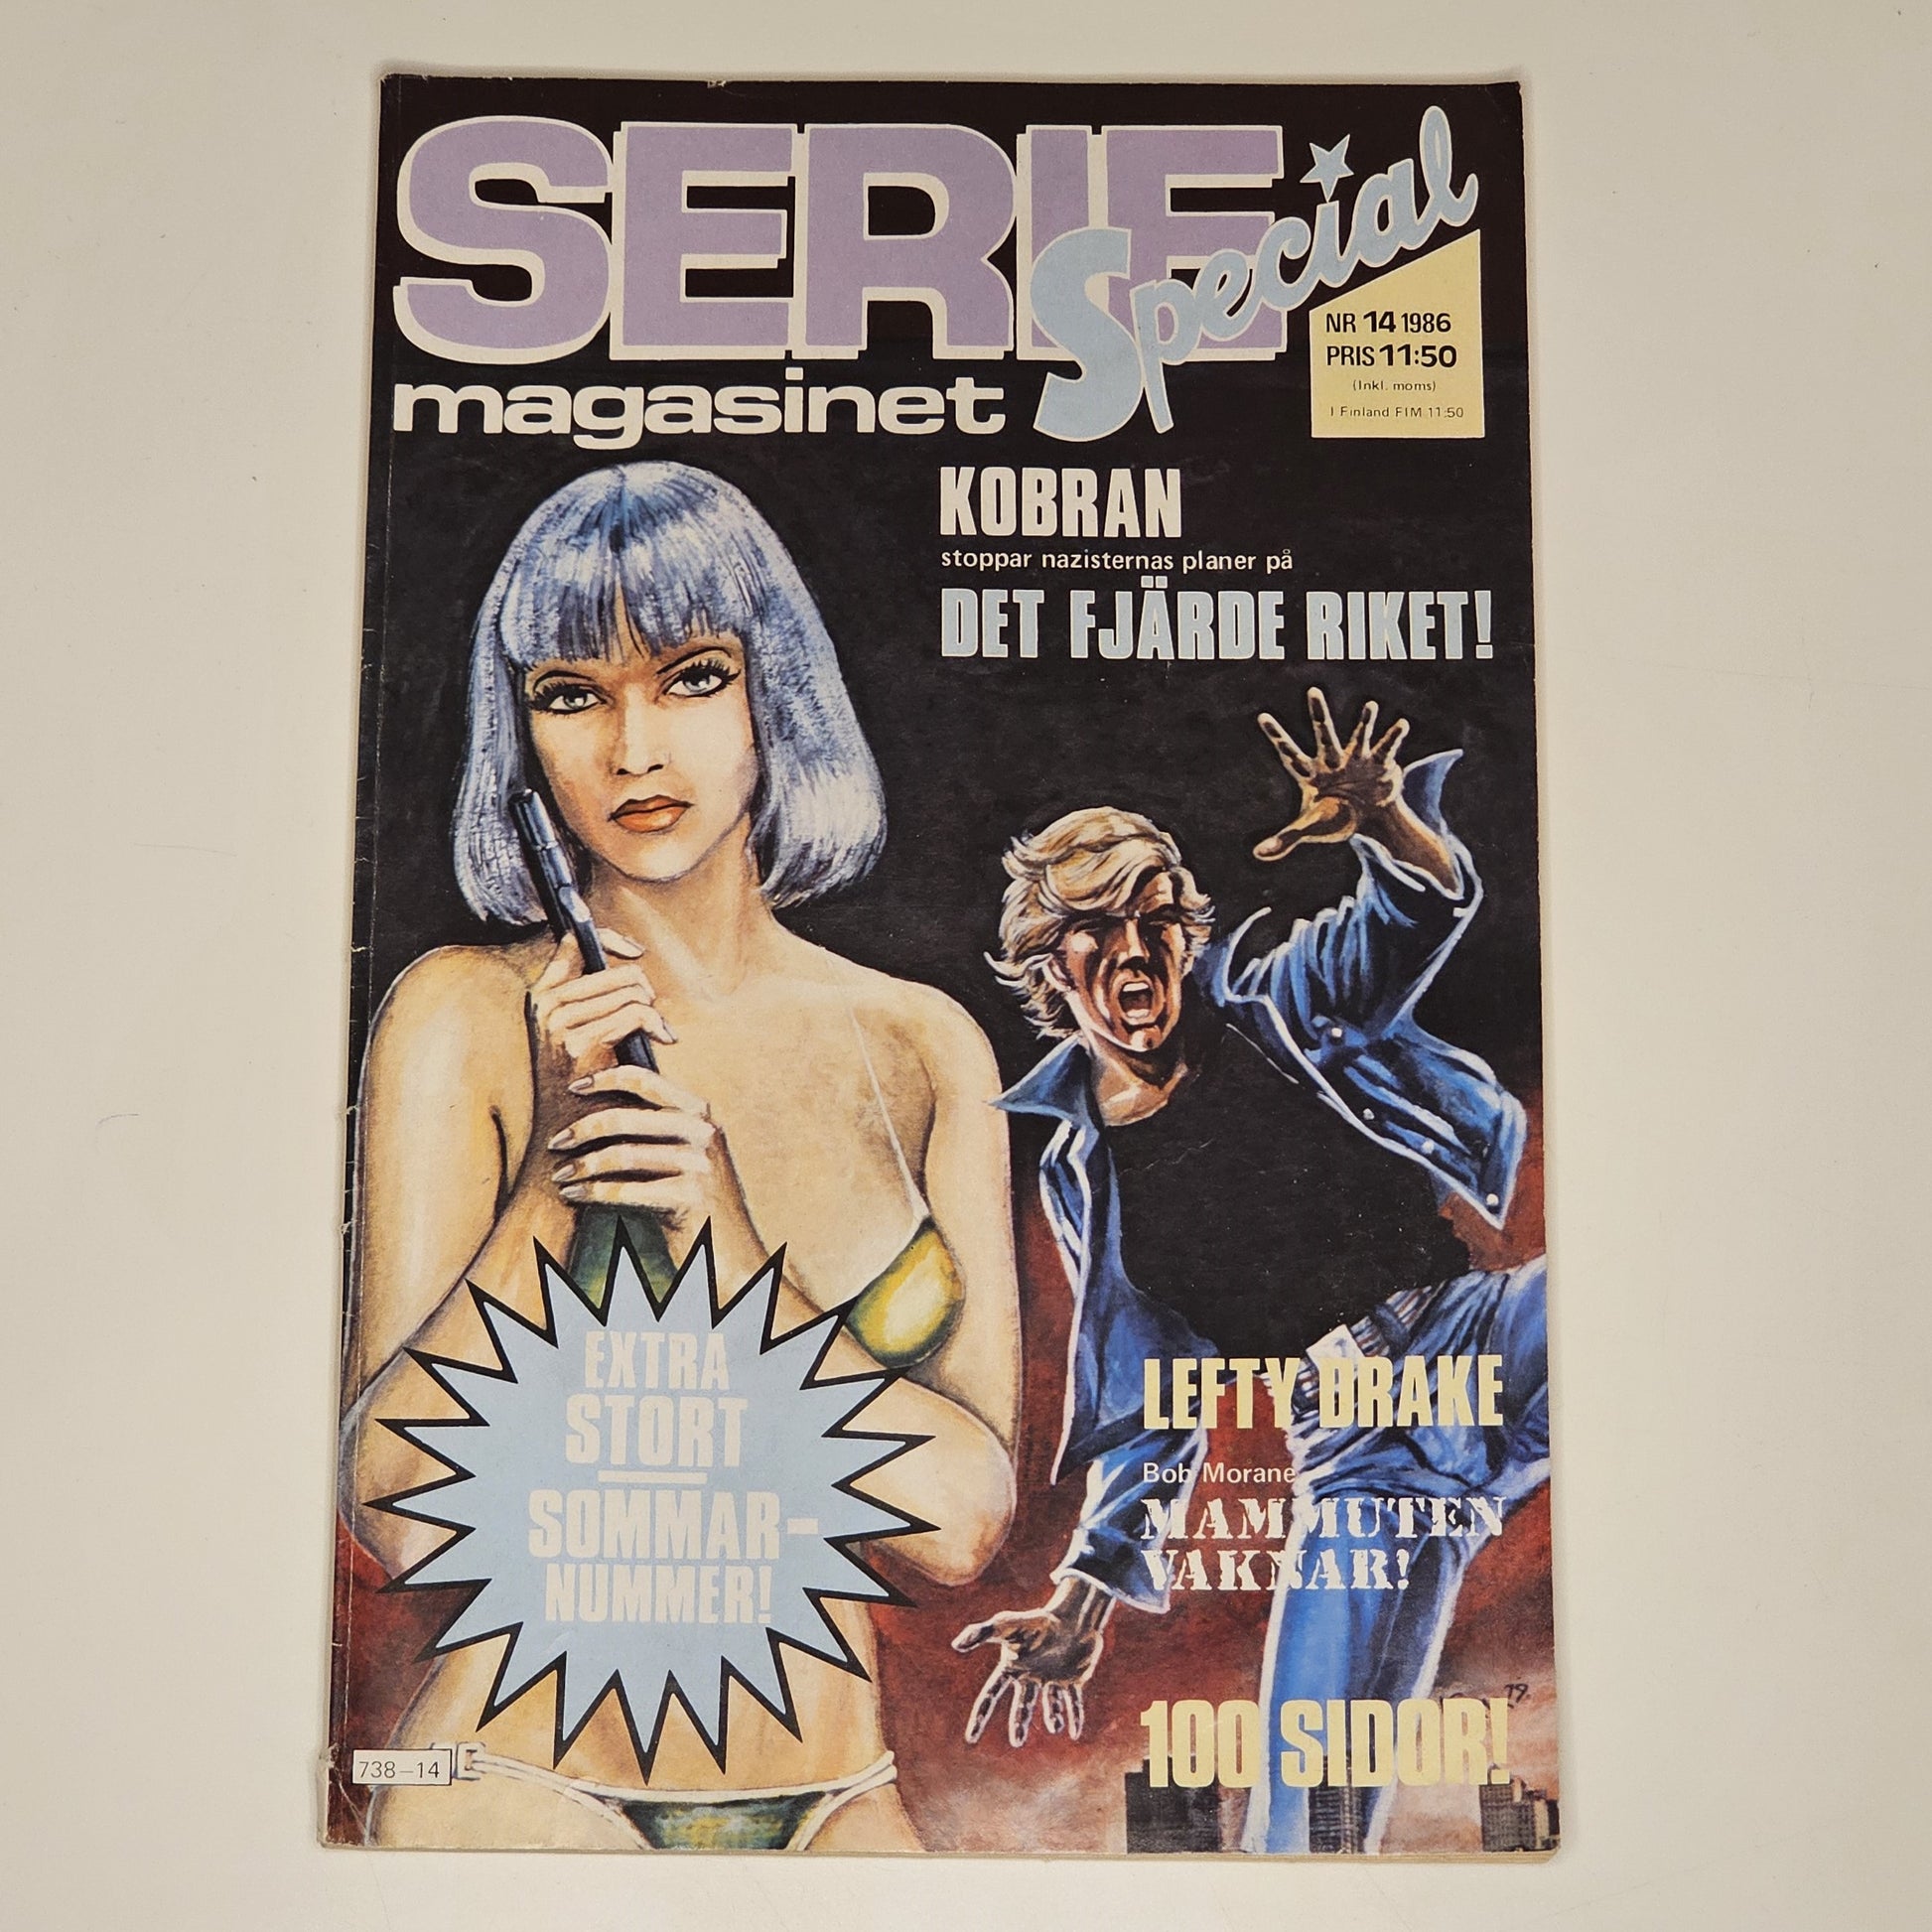 SERIE
Special
magasinet
NR 14 1986
PRIS 11:50
(Inkl. moms)
I Finland FIM 11:50
KOBRAN
stoppar nazisternas planer på
DET FJÄRDE RIKET!
EXTRA
STORT
SOMMAR-
NUMMER!
LEFTY DRAKE
Bob Morane
MAMMUTEN
VAKNAR!
79.
100 SIDOR!
738-14